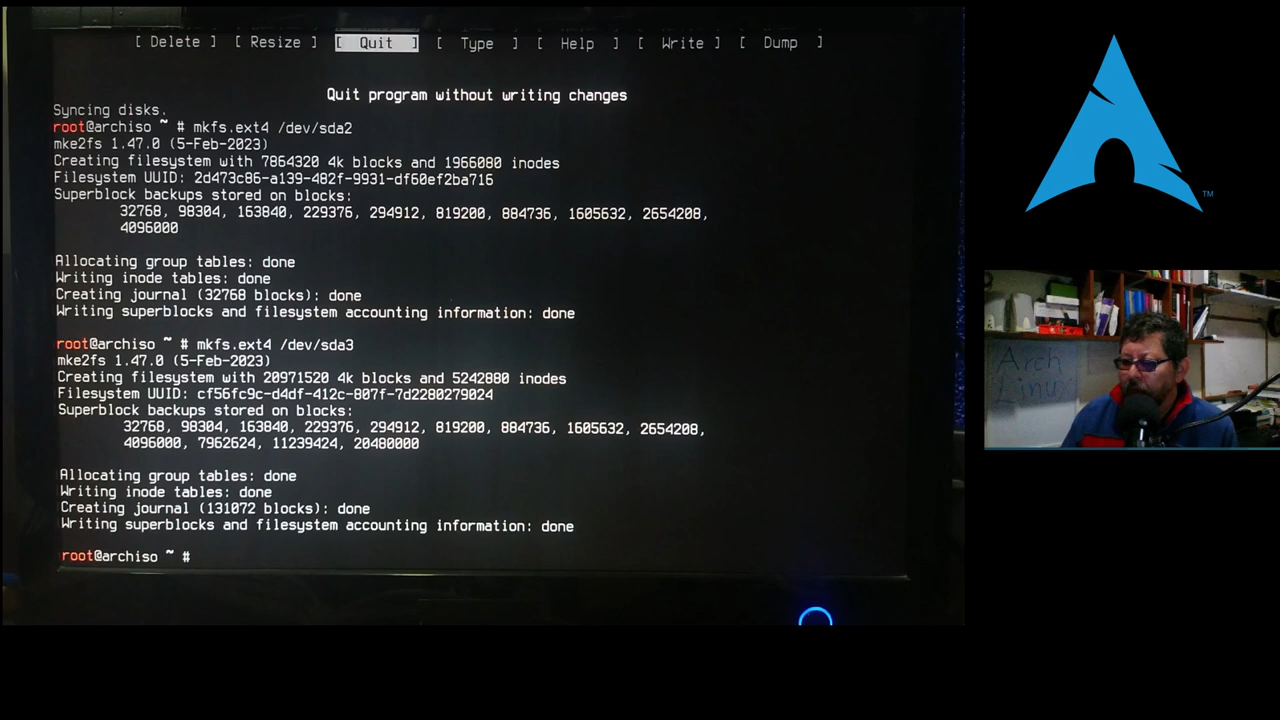 [ Delete ] [ Resize ] [ Quit ] [ Type ] [ Help ] [ Write ] [ Dump ]
Quit program without writing changes
Syncing disks.
root@archiso ~ # mkfs.ext4 /dev/sda2
mke2fs 1.47.0 (5-Feb-2023)
Creating filesystem with 7864320 4k blocks and 1966080 inodes
Filesystem UUID: 2d473c86-a139-482f-9931-df60ef2ba716
Superblock backups stored on blocks:
32768, 98304, 163840, 229376, 294912, 819200, 884736, 1605632, 2654208,
4096000
Allocating group tables: done
Writing inode tables: done
Creating journal (32768 blocks): done
Writing superblocks and filesystem accounting information: done
root@archiso ~ # mkfs.ext4 /dev/sda3
mke2fs 1.47.0 (5-Feb-2023)
Creating filesystem with 20971520 4k blocks and 5242880 inodes
Filesystem UUID: cf56fc9c-d4df-412c-807f-7d2280279024
Superblock backups stored on blocks:
32768, 98304, 163840, 229376, 294912, 819200, 884736, 1605632, 2654208,
4096000, 7962624, 11239424, 20480000
Allocating group tables: done
Writing inode tables: done
Creating journal (131072 blocks): done
Writing superblocks and filesystem accounting information: done
root@archiso ~ #
TM
Arch
Linux